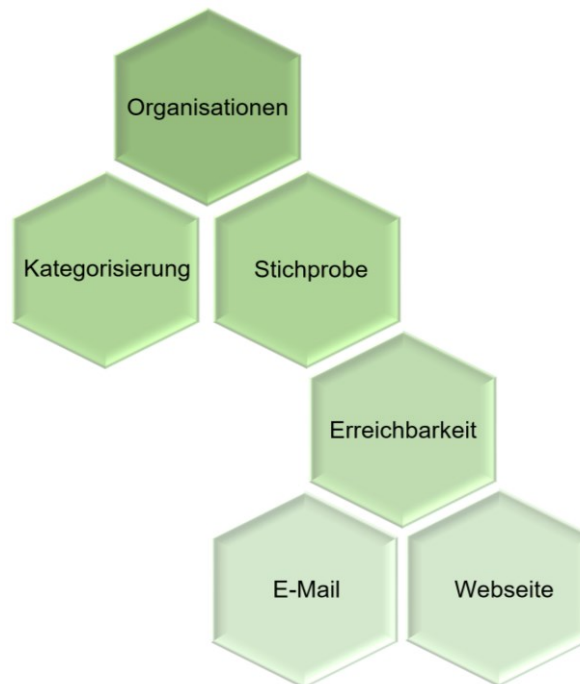 Organisationen
Kategorisierung
Stichprobe
Erreichbarkeit
E-Mail
Webseite